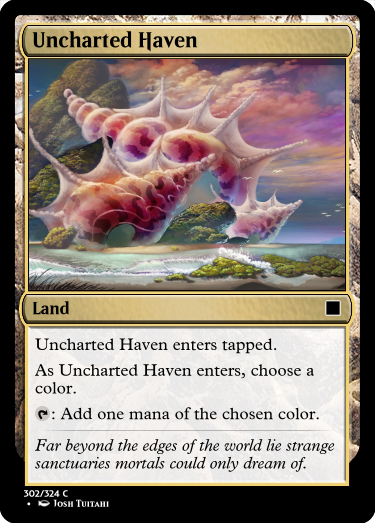 Uncharted Haven
Land
Uncharted Haven enters tapped.
As Uncharted Haven enters, choose a
color.
: Add one mana of the chosen color.
Far beyond the edges of the world lie strange
sanctuaries mortals could only dream of.
302/324 C
• Josh Tuitahi